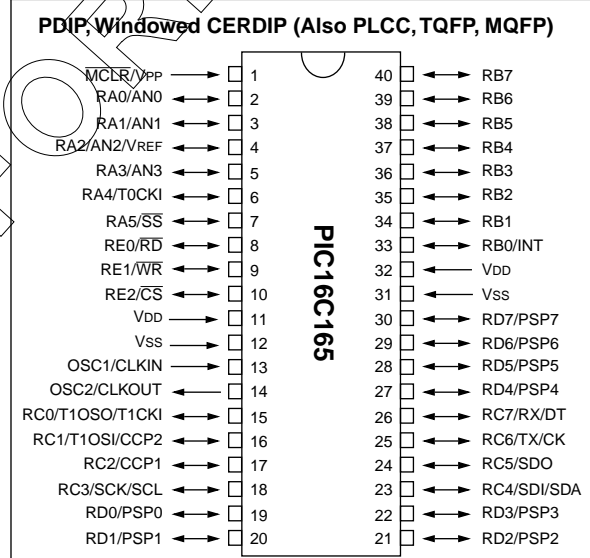 PDIP, Windowed CERDIP (Also PLCC, TQFP, MQFP)
MCLR/VPP 1 40 RB7
RA0/AN0 2 39 RB6
RA1/AN1 3 38 RB5
RA2/AN2/VREF 4 37 RB4
RA3/AN3 5 36 RB3
RA4/T0CKI 6 35 RB2
RA5/SS 7 34 RB1
RE0/RD 8 33 RB0/INT
RE1/WR 9 32 VDD
RE2/CS 10 31 VSS
VDD 11 30 RD7/PSP7
VSS 12 29 RD6/PSP6
OSC1/CLKIN 13 28 RD5/PSP5
OSC2/CLKOUT 14 27 RD4/PSP4
RC0/T1OSO/T1CKI 15 26 RC7/RX/DT
RC1/T1OSI/CCP2 16 25 RC6/TX/CK
RC2/CCP1 17 24 RC5/SDO
RC3/SCK/SCL 18 23 RC4/SDI/SDA
RD0/PSP0 19 22 RD3/PSP3
RD1/PSP1 20 21 RD2/PSP2
PIC16C165